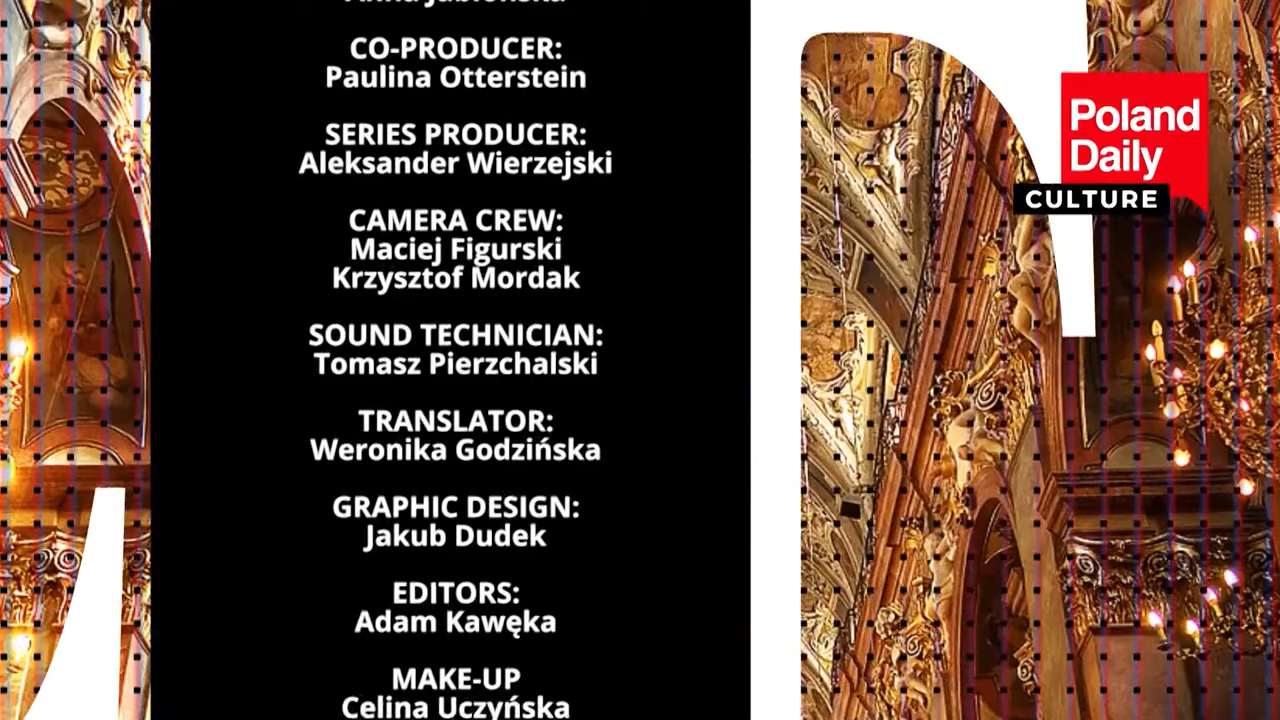 CO-PRODUCER:
Paulina Otterstein
SERIES PRODUCER:
Aleksander Wierzejski
CAMERA CREW:
Maciej Figurski
Krzysztof Mordak
SOUND TECHNICIAN:
Tomasz Pierzchalski
TRANSLATOR:
Weronika Godzińska
GRAPHIC DESIGN:
Jakub Dudek
EDITORS:
Adam Kawęka
MAKE-UP
Celina Uczyńska
Poland
Daily
CULTURE